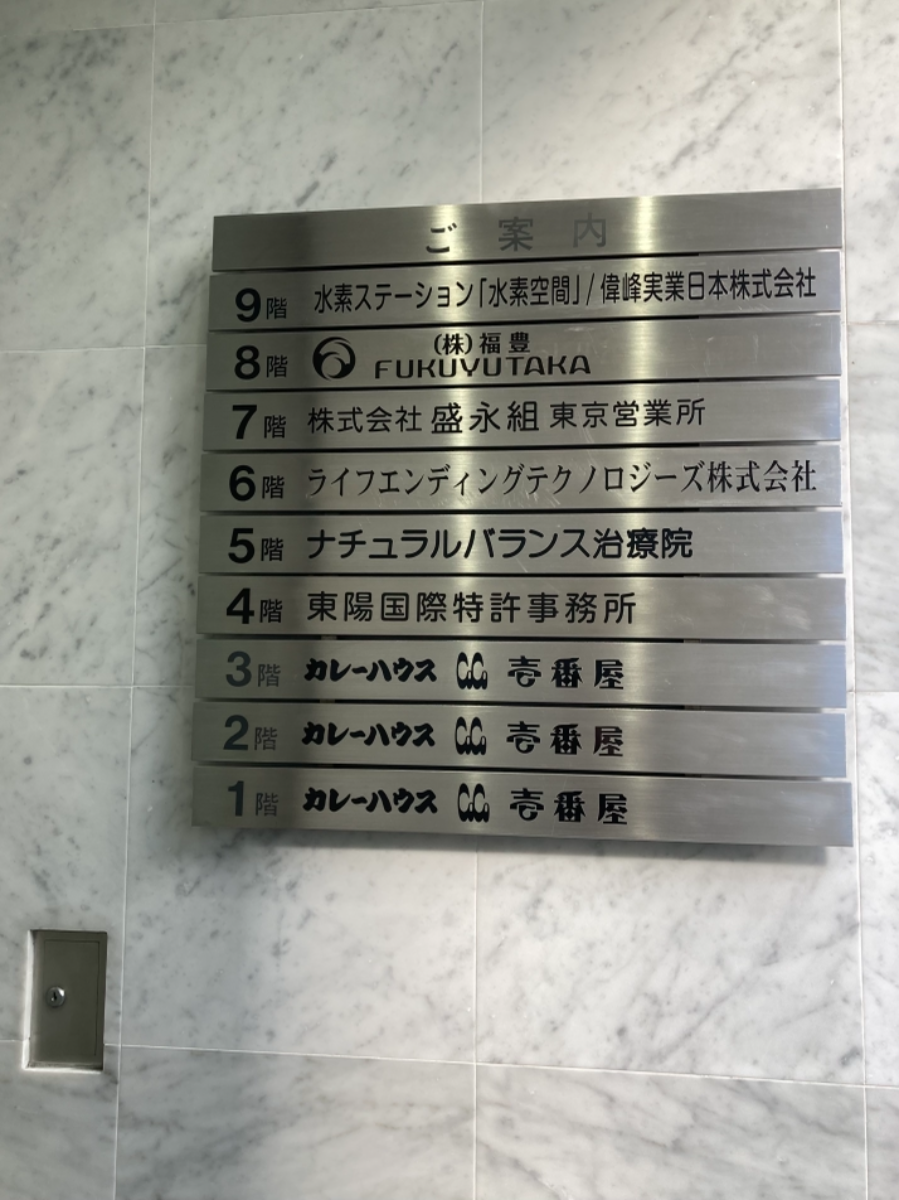 ご案内
9階 水素ステーション「水素空間」/偉峰実業日本株式会社
8階 (株)福豊
FUKUYUTAKA
7階 株式会社 盛永組 東京営業所
6階 ライフエンディングテクノロジーズ株式会社
5階 ナチュラルバランス治療院
4階 東陽国際特許事務所
3階 カレーハウス CoCo 壱番屋
2階 カレーハウス CoCo 壱番屋
1階 カレーハウス CoCo 壱番屋